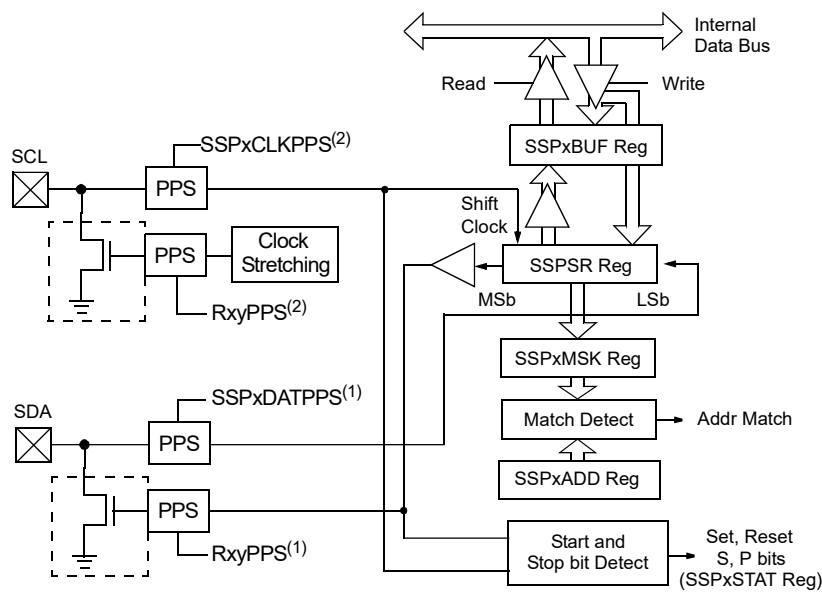 Internal
Data Bus
Read
Write
SSPxBUF Reg
SSPxCLKPPS(2)
SCL
PPS
Shift
Clock
PPS
Clock
Stretching
SSPSR Reg
MSb
LSb
RxyPPS(2)
SSPxMSK Reg
SSPxDATPPS(1)
SDA
PPS
Match Detect
Addr Match
SSPxADD Reg
PPS
RxyPPS(1)
Start and
Stop bit Detect
Set, Reset
S, P bits
(SSPxSTAT Reg)